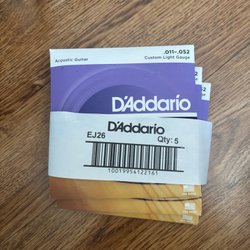 Acoustic Guitar
.011-.052
Custom Light Gauge
D'Addario
D'Addario
EJ26
Qty: 5
10019954122161